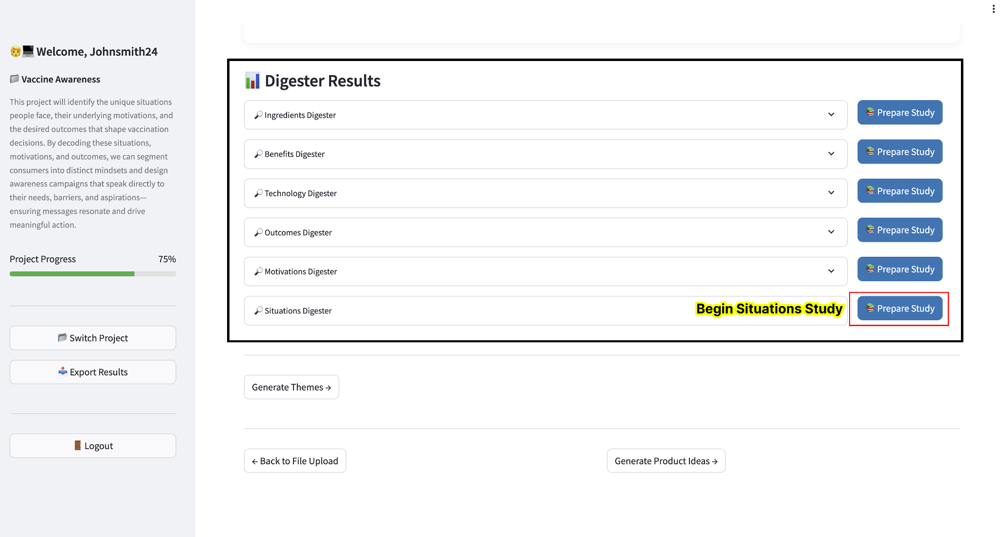 Welcome, Johnsmith24
Vaccine Awareness
This project will identify the unique situations
people face, their underlying motivations, and
the desired outcomes that shape vaccination
decisions. By decoding these situations,
motivations, and outcomes, we can segment
consumers into distinct mindsets and design
awareness campaigns that speak directly to
their needs, barriers, and aspirations—
ensuring messages resonate and drive
meaningful action.
Project Progress 75%
Switch Project
Export Results
Logout
Digester Results
Ingredients Digester
Prepare Study
Benefits Digester
Prepare Study
Technology Digester
Prepare Study
Outcomes Digester
Prepare Study
Motivations Digester
Prepare Study
Situations Digester
Begin Situations Study
Prepare Study
Generate Themes →
← Back to File Upload
Generate Product Ideas →